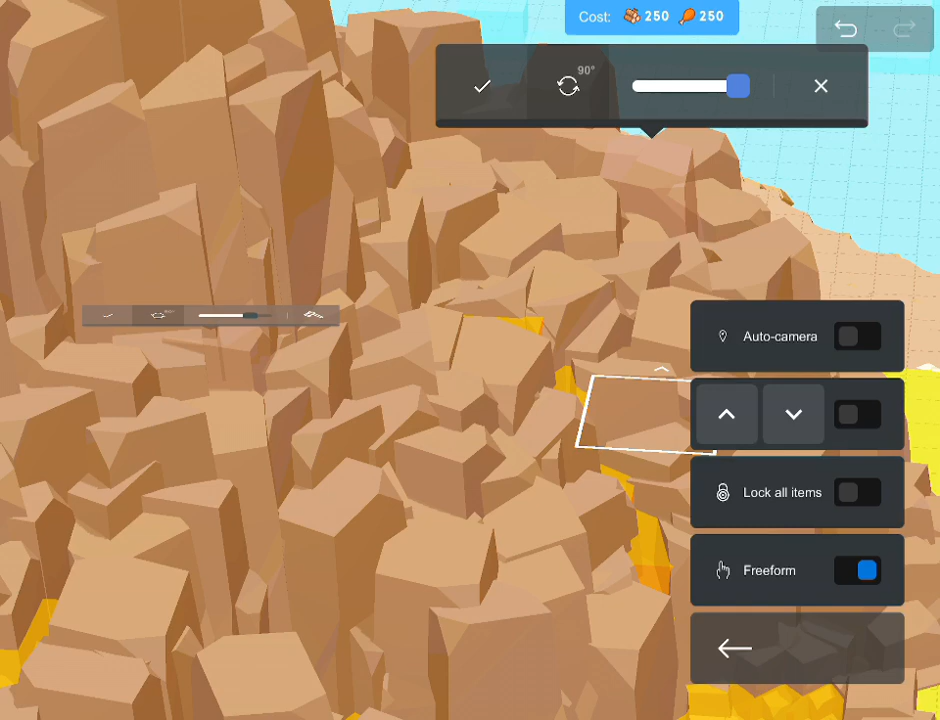 Cost: 250 250
90°
Auto-camera
Lock all items
Freeform